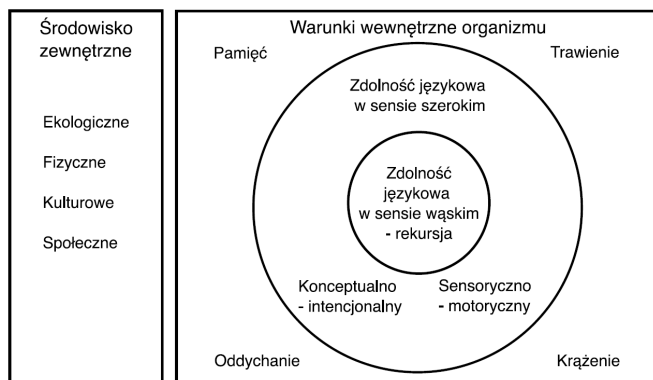 Środowisko
zewnętrzne
Ekologiczne
Fizyczne
Kulturowe
Społeczne
Warunki wewnętrzne organizmu
Pamięć
Trawienie
Zdolność językowa
w sensie szerokim
Zdolność
językowa
w sensie wąskim
- rekursja
Konceptualno
- intencjonalny
Sensoryczno
- motoryczny
Oddychanie
Krążenie